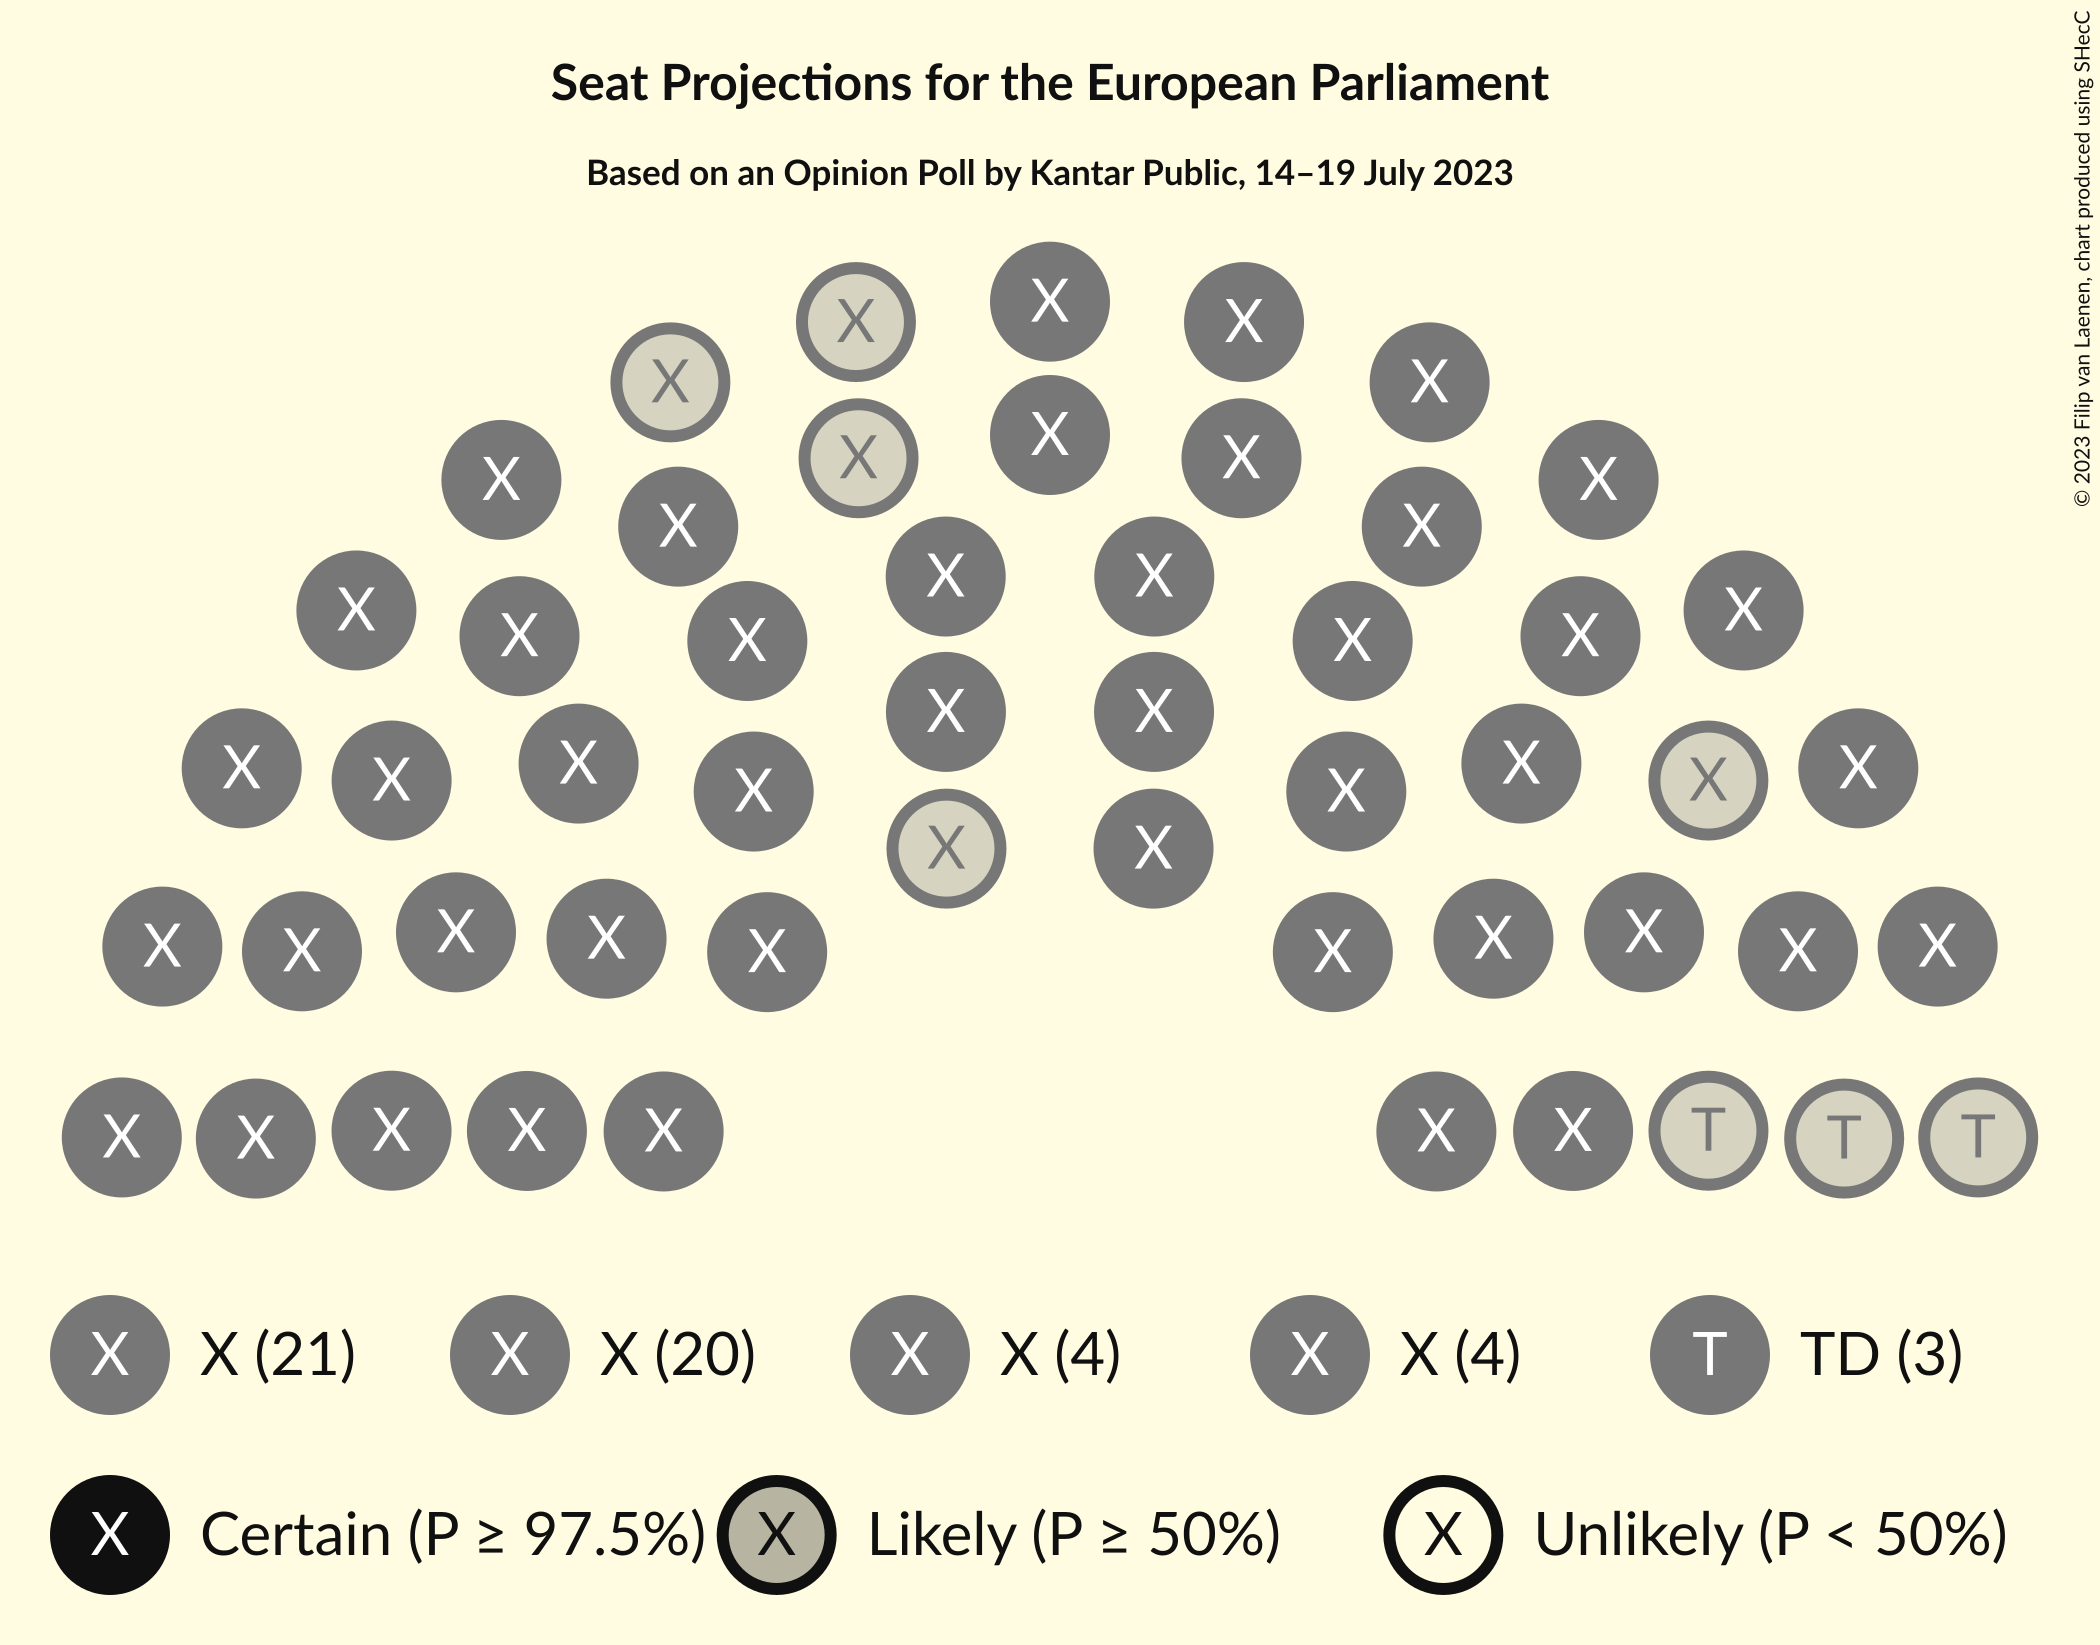 Seat Projections for the European Parliament
Based on an Opinion Poll by Kantar Public, 14–19 July 2023
© 2023 Filip van Laenen, chart produced using SHecC
X
X X
X X
X
X X
X X
X X
X X
X X
X X
X X
X X
X X
X X
X X X X
X X X X
X X
X X X X X X X X X X
X X X X X X X T T T
X X (21) X X (20) X X (4) X X (4) T TD (3)
X Certain (P ≥ 97.5%) X Likely (P ≥ 50%) X Unlikely (P < 50%)